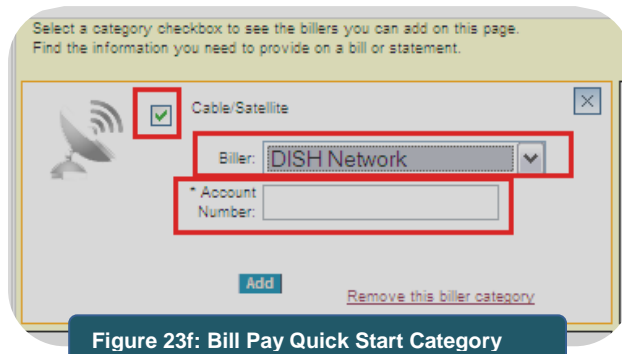 Select a category checkbox to see the billers you can add on this page.
Find the information you need to provide on a bill or statement.
Cable/Satellite
Biller: DISH Network
* Account
Number:
Add
Remove this biller category
Figure 23f: Bill Pay Quick Start Category